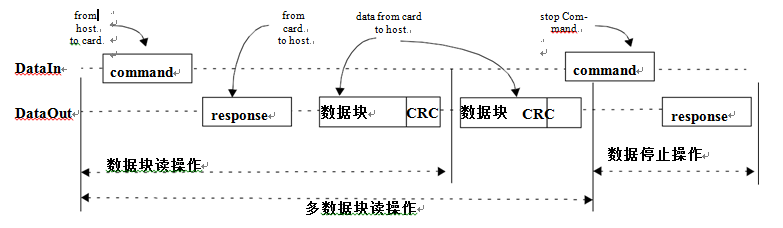 from
host
to card.
from
card
to host.
data from card
to host.
stop Com-
mand
DataIn
command
command
DataOut
response
数据块 CRC
数据块 CRC
response
数据块读操作
数据停止操作
多数据块读操作